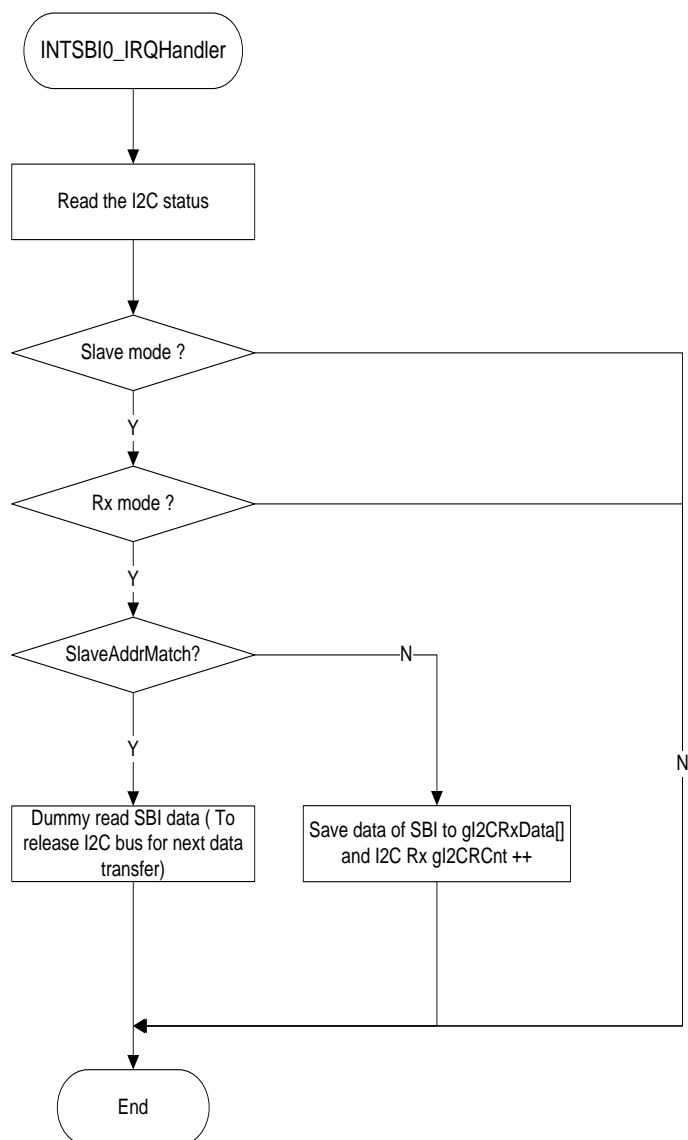 INTSBI0_IRQHandler
Read the I2C status
Slave mode ?
Y
Rx mode ?
Y
SlaveAddrMatch?
N
Y
N
Dummy read SBI data ( To
release I2C bus for next data
transfer)
Save data of SBI to gI2CRxData[]
and I2C Rx gI2CRCnt ++
End